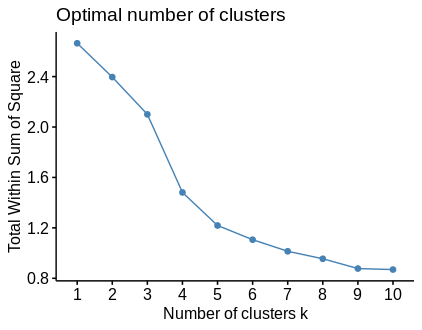 Optimal number of clusters
Total Within Sum of Square
2.4
2.0
1.6
1.2
0.8
1 2 3 4 5 6 7 8 9 10
Number of clusters k